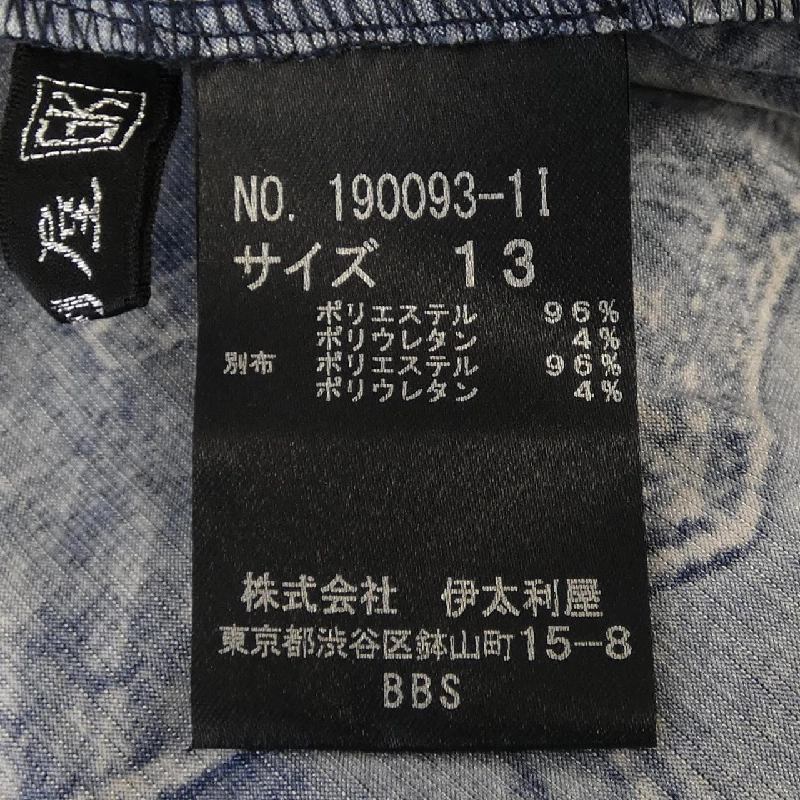 NO. 190093-1I
サイズ 13
ポリエステル 96%
ポリウレタン 4%
別布 ポリエステル 96%
ポリウレタン 4%
株式会社 伊太利屋
東京都渋谷区鉢山町15-8
BBS
屋